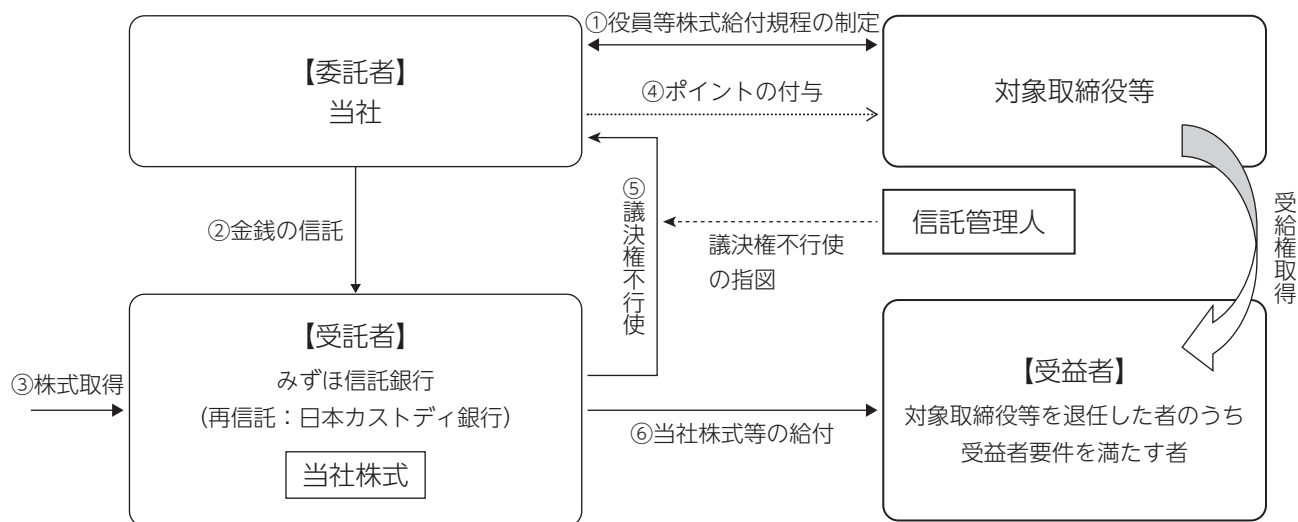 ①役員等株式給付規程の制定
【委託者】
当社
対象取締役等
④ポイントの付与
②金銭の信託
⑤議決権不行使
議決権不行使
の指図
信託管理人
受給権取得
③株式取得
【受託者】
みずほ信託銀行
(再信託：日本カストディ銀行)
当社株式
⑥当社株式等の給付
【受益者】
対象取締役等を退任した者のうち
受益者要件を満たす者